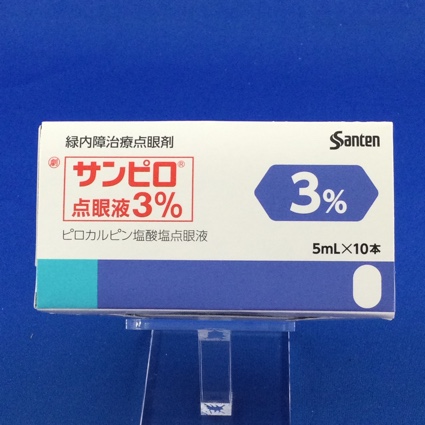 緑内障治療点眼剤
Santen
劇
サンピロ®
点眼液3%
3%
ピロカルピン塩酸塩点眼液
5mL×10本